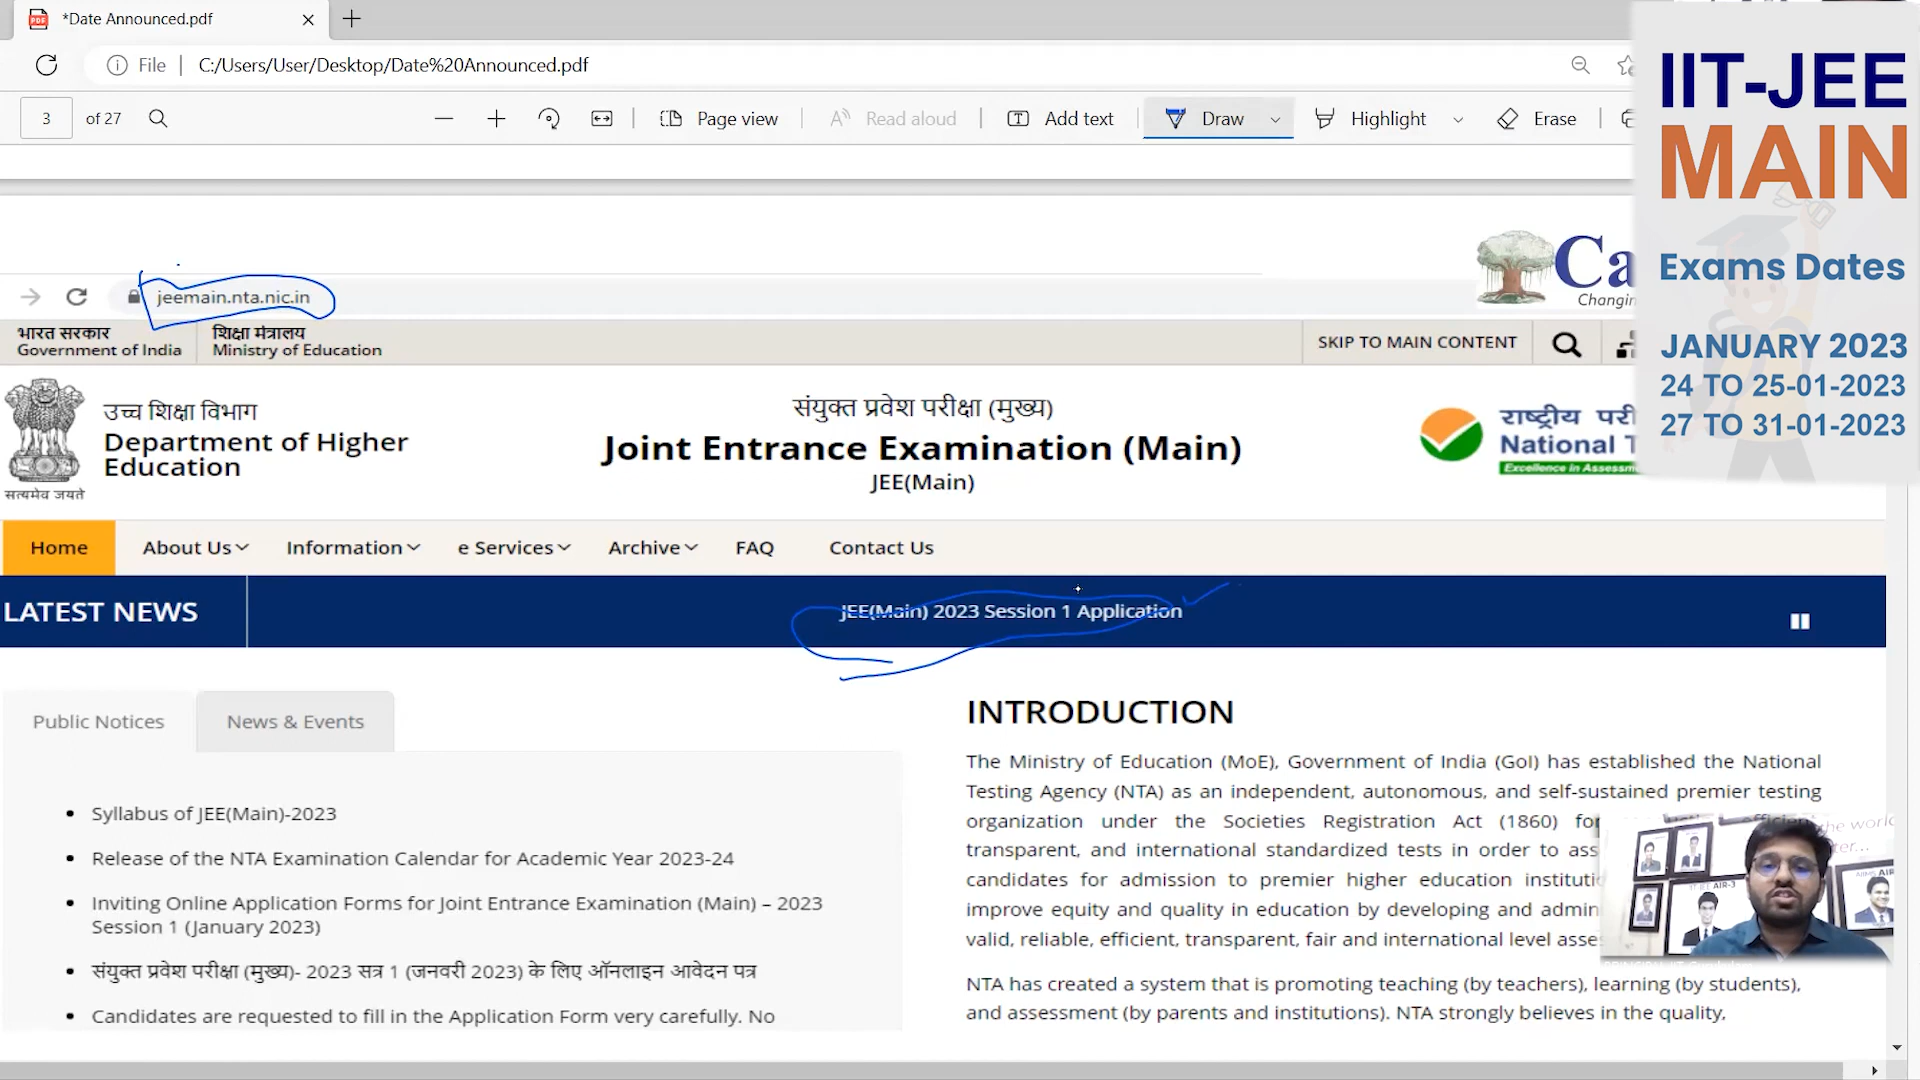 *Date Announced.pdf
File
C:/Users/User/Desktop/Date%20Announced.pdf
3 of 27
Page view
Read aloud
Add text
Draw
Highlight
Erase
IIT-JEE
MAIN
Exams Dates
JANUARY 2023
24 TO 25-01-2023
27 TO 31-01-2023
Ca
Changin
jeemain.nta.nic.in
भारत सरकार
Government of India
शिक्षा मंत्रालय
Ministry of Education
SKIP TO MAIN CONTENT
सत्यमेव जयते
उच्च शिक्षा विभाग
Department of Higher
Education
संयुक्त प्रवेश परीक्षा (मुख्य)
Joint Entrance Examination (Main)
JEE(Main)
राष्ट्रीय परी
National T
Excellence in Assessm
Home
About Us
Information
e Services
Archive
FAQ
Contact Us
LATEST NEWS
JEE(Main) 2023 Session 1 Application
Public Notices
News & Events
• Syllabus of JEE(Main)-2023
• Release of the NTA Examination Calendar for Academic Year 2023-24
• Inviting Online Application Forms for Joint Entrance Examination (Main) – 2023
Session 1 (January 2023)
• संयुक्त प्रवेश परीक्षा (मुख्य)- 2023 सत्र 1 (जनवरी 2023) के लिए ऑनलाइन आवेदन पत्र
• Candidates are requested to fill in the Application Form very carefully. No
INTRODUCTION
The Ministry of Education (MoE), Government of India (GoI) has established the National
Testing Agency (NTA) as an independent, autonomous, and self-sustained premier testing
organization under the Societies Registration Act (1860)
transparent, and international standardized tests in order to ass
candidates for admission to premier higher education instituti
improve equity and quality in education by developing and admin
valid, reliable, efficient, transparent, fair and international level asse
NTA has created a system that is promoting teaching (by teachers), learning (by students),
and assessment (by parents and institutions). NTA strongly believes in the quality,
the world
AIR-